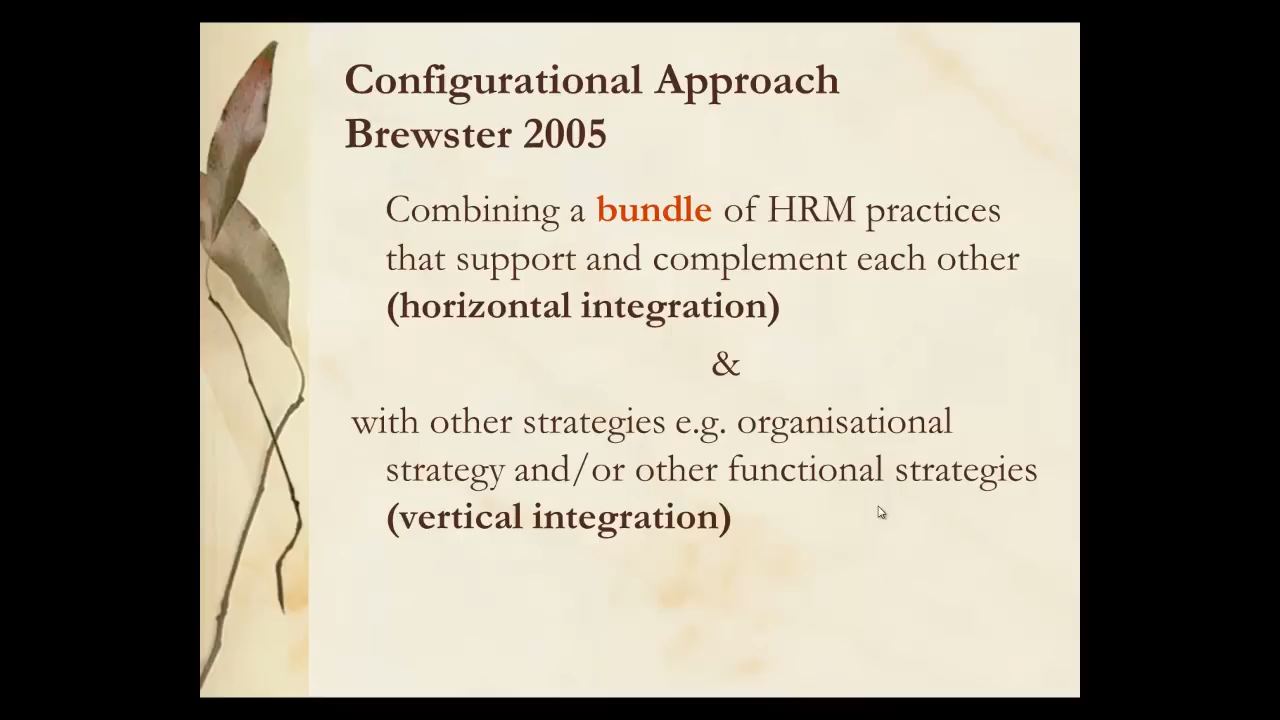 Configurational Approach
Brewster 2005
Combining a bundle of HRM practices
that support and complement each other
(horizontal integration)
&
with other strategies e.g. organisational
strategy and/or other functional strategies
(vertical integration)